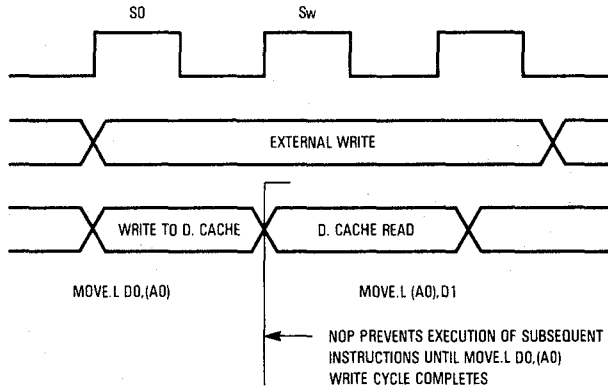 S0 Sw
EXTERNAL WRITE
WRITE TO D. CACHE D. CACHE READ
MOVE.L D0,(A0) MOVE.L (A0),D1
NOP PREVENTS EXECUTION OF SUBSEQUENT
INSTRUCTIONS UNTIL MOVE.L D0,(A0)
WRITE CYCLE COMPLETES